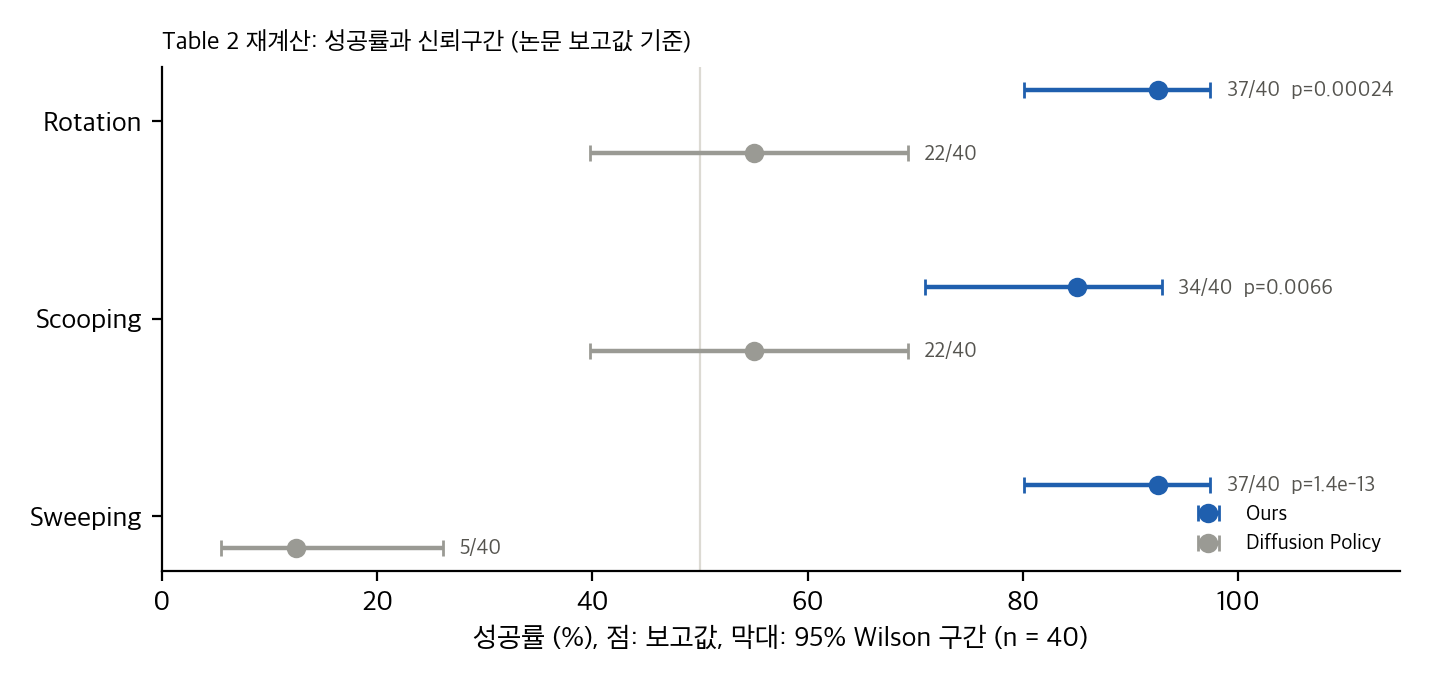 Table 2 재계산: 성공률과 신뢰구간 (논문 보고값 기준)
Rotation
37/40 p=0.00024
22/40
Scooping
34/40 p=0.0066
22/40
Sweeping
37/40 p=1.4e-13
5/40
Ours
Diffusion Policy
0 20 40 60 80 100
성공률 (%), 점: 보고값, 막대: 95% Wilson 구간 (n = 40)